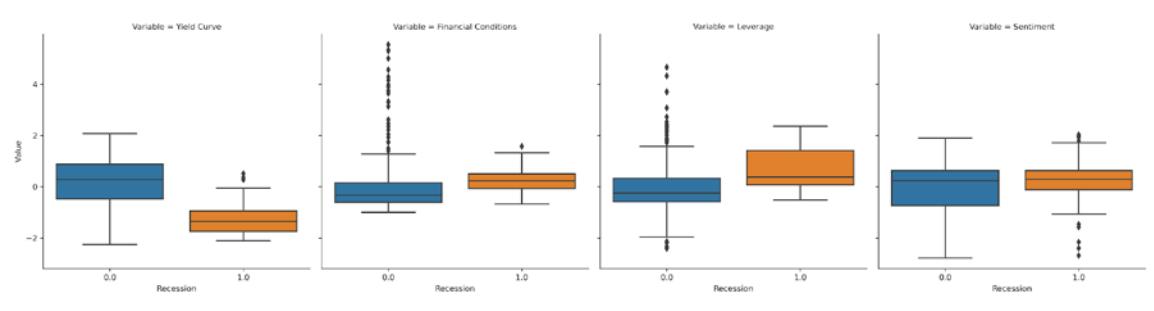 Variable = Yield Curve
Variable = Financial Conditions
Variable = Leverage
Variable = Sentiment
Value
4
2
0
−2
0.0
1.0
0.0
1.0
0.0
1.0
0.0
1.0
Recession
Recession
Recession
Recession